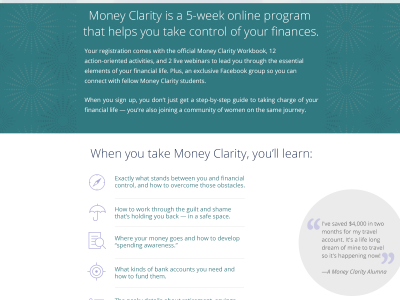 Money Clarity is a 5-week online program
that helps you take control of your finances.
Your registration comes with the official Money Clarity Workbook, 12
action-oriented activities, and 2 live webinars to lead you through the essential
elements of your financial life. Plus, an exclusive Facebook group so you can
connect with fellow Money Clarity students.
When you sign up, you don't just get a step-by-step guide to taking charge of your
financial life — you're also joining a community of women on the same journey.
When you take Money Clarity, you'll learn:
Exactly what stands between you and financial
control, and how to overcome those obstacles.
How to work through the guilt and shame
that's holding you back — in a safe space.
Where your money goes and how to develop
"spending awareness."
What kinds of bank accounts you need and
how to fund them.
“I've saved $4,000 in two
months for my travel
account. It's a life long
dream of mine to travel
so it's happening now!”
—A Money Clarity Alumna